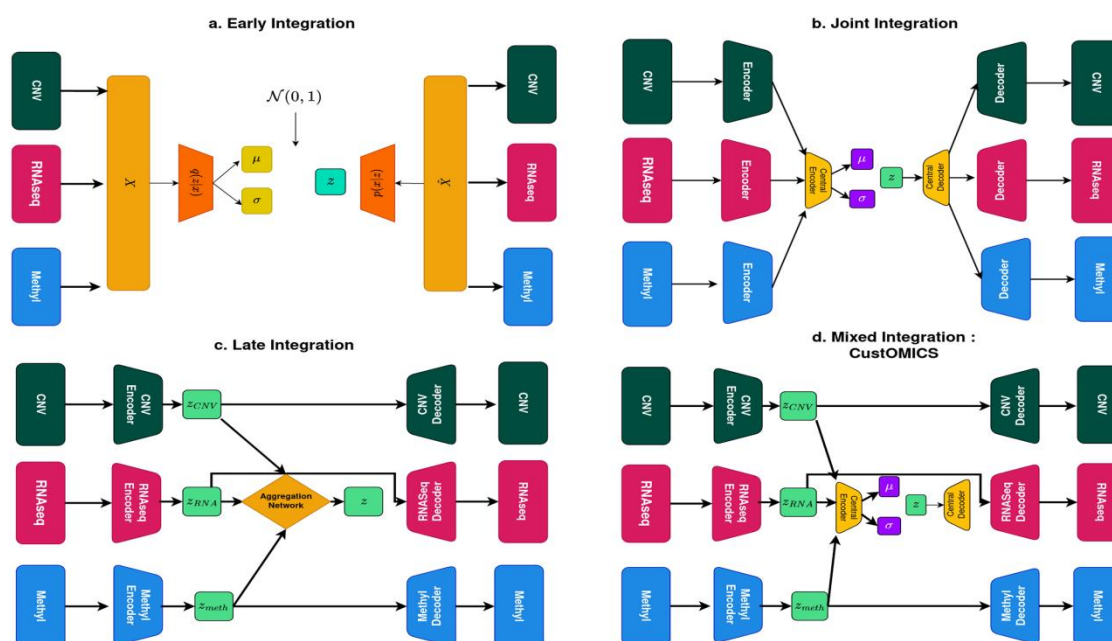 a. Early Integration
CNV
RNAseq
Methyl
X
q(z|x)
μ
σ
𝒩(0, 1)
z
p(x|z)
X̂
CNV
RNAseq
Methyl
b. Joint Integration
CNV
RNAseq
Methyl
Encoder
Encoder
Encoder
Central
Encoder
μ
σ
z
Central
Decoder
Decoder
Decoder
Decoder
CNV
RNAseq
Methyl
c. Late Integration
CNV
CNV
Encoder
z_CNV
CNV
Decoder
CNV
RNAseq
RNAseq
Encoder
z_RNA
Aggregation
Network
z
RNASeq
Decoder
RNAseq
Methyl
Methyl
Encoder
z_meth
Methyl
Decoder
Methyl
d. Mixed Integration :
CustOMICS
CNV
CNV
Encoder
z_CNV
CNV
Decoder
CNV
RNAseq
RNAseq
Encoder
z_RNA
Central
Encoder
μ
σ
z
Central
Decoder
RNASeq
Decoder
RNAseq
Methyl
Methyl
Encoder
z_meth
Methyl
Decoder
Methyl